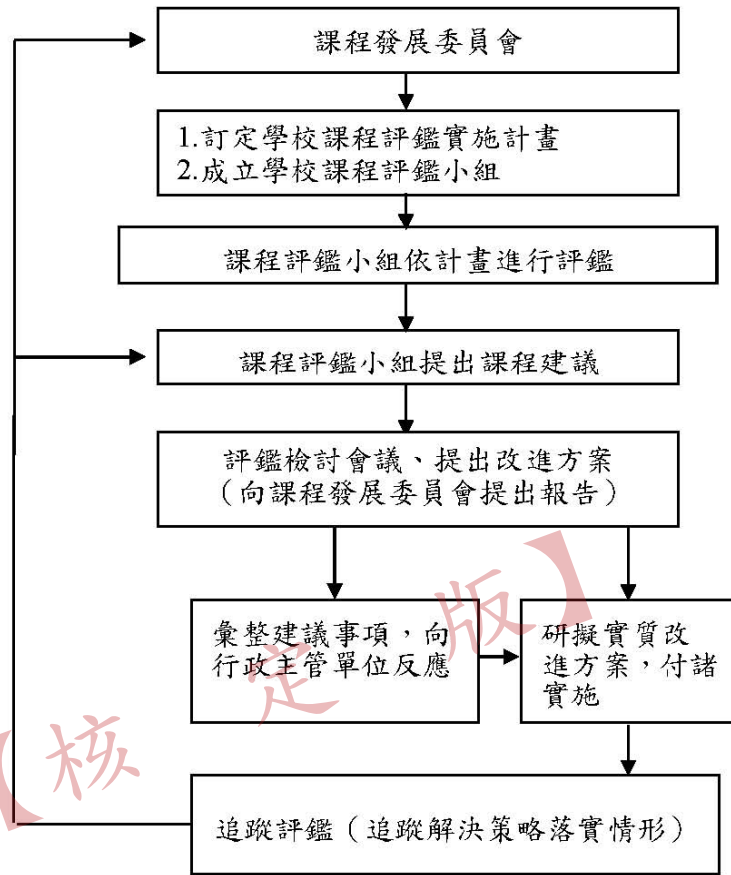 課程發展委員會
1.訂定學校課程評鑑實施計畫
2.成立學校課程評鑑小組
課程評鑑小組依計畫進行評鑑
課程評鑑小組提出課程建議
評鑑檢討會議、提出改進方案
（向課程發展委員會提出報告）
彙整建議事項，向
行政主管單位反應
研擬實質改
進方案，付諸
實施
追蹤評鑑（追蹤解決策略落實情形）
【核定版】